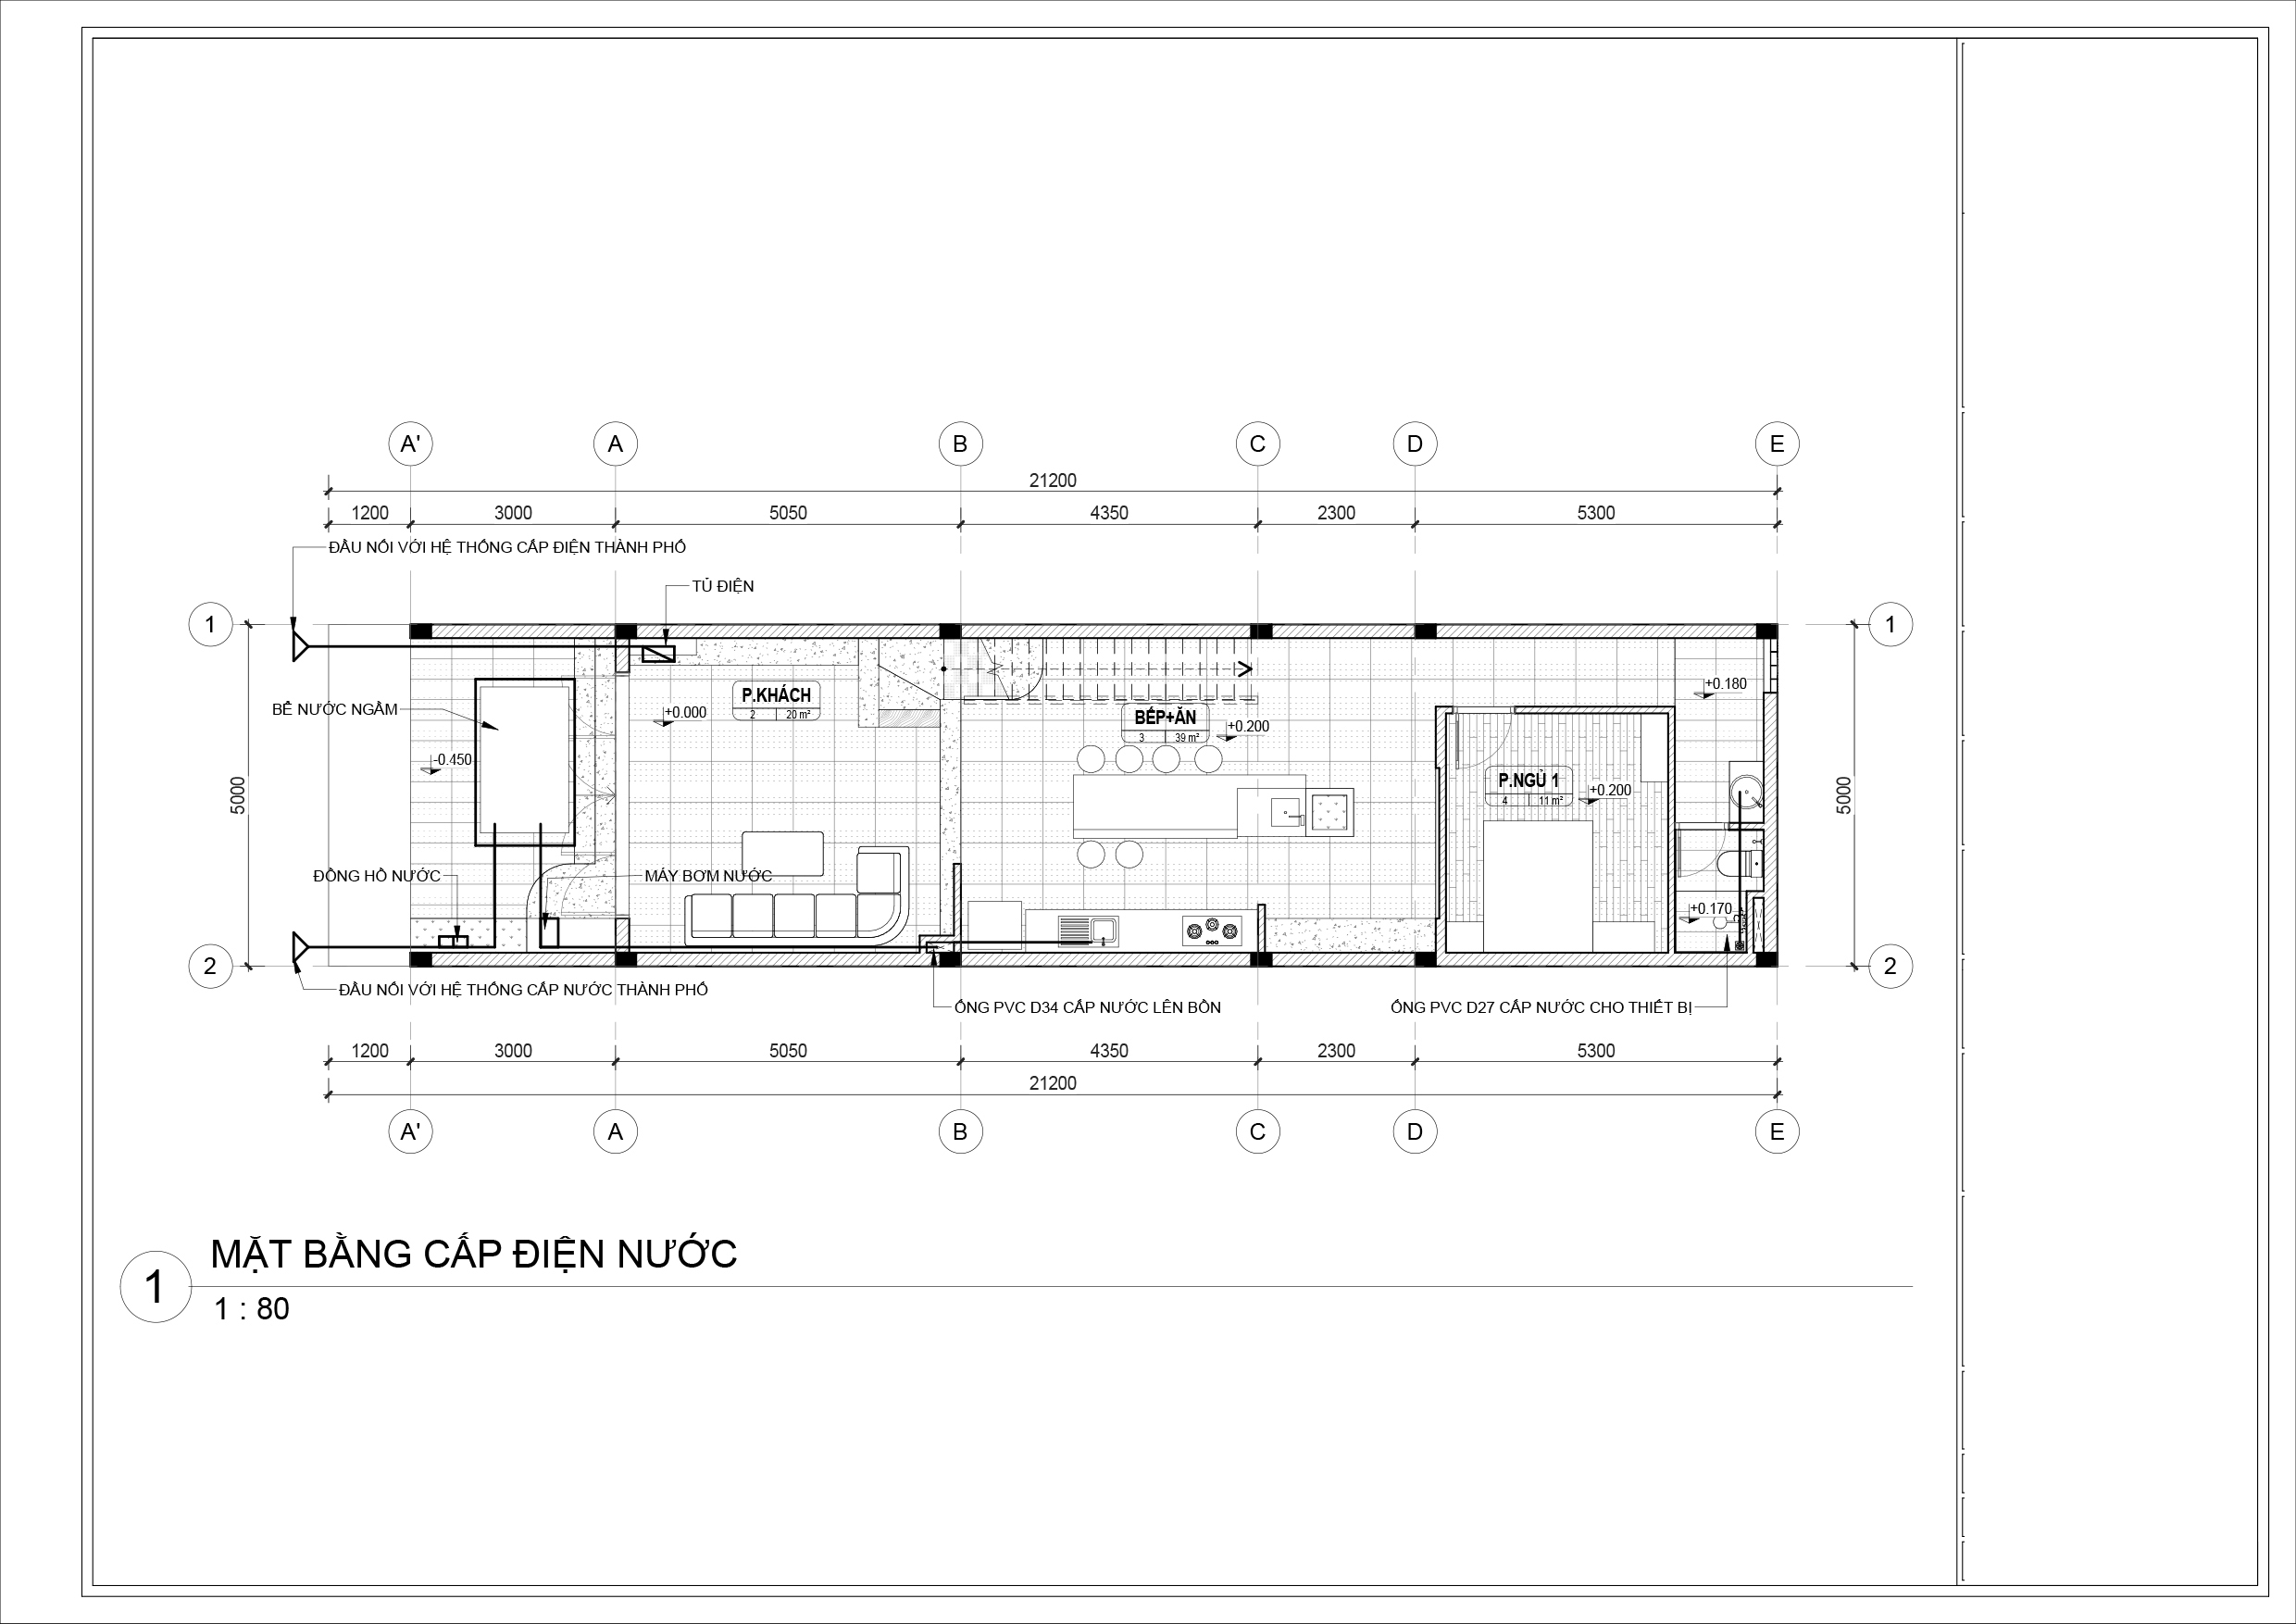 A' A B C D E
21200
1200 3000 5050 4350 2300 5300
ĐẦU NỐI VỚI HỆ THỐNG CẤP ĐIỆN THÀNH PHỐ
TỦ ĐIỆN
1 1
P.KHÁCH
2 20 m²
+0.000
BẾP+ĂN
3 39 m²
+0.200
+0.180
BỂ NƯỚC NGẦM
-0.450
P.NGỦ 1
4 11 m²
+0.200
5000 5000
ĐỒNG HỒ NƯỚC
MÁY BƠM NƯỚC
+0.170
2 2
ĐẦU NỐI VỚI HỆ THỐNG CẤP NƯỚC THÀNH PHỐ
ỐNG PVC D34 CẤP NƯỚC LÊN BỒN
ỐNG PVC D27 CẤP NƯỚC CHO THIẾT BỊ
1200 3000 5050 4350 2300 5300
21200
A' A B C D E
1
MẶT BẰNG CẤP ĐIỆN NƯỚC
1 : 80